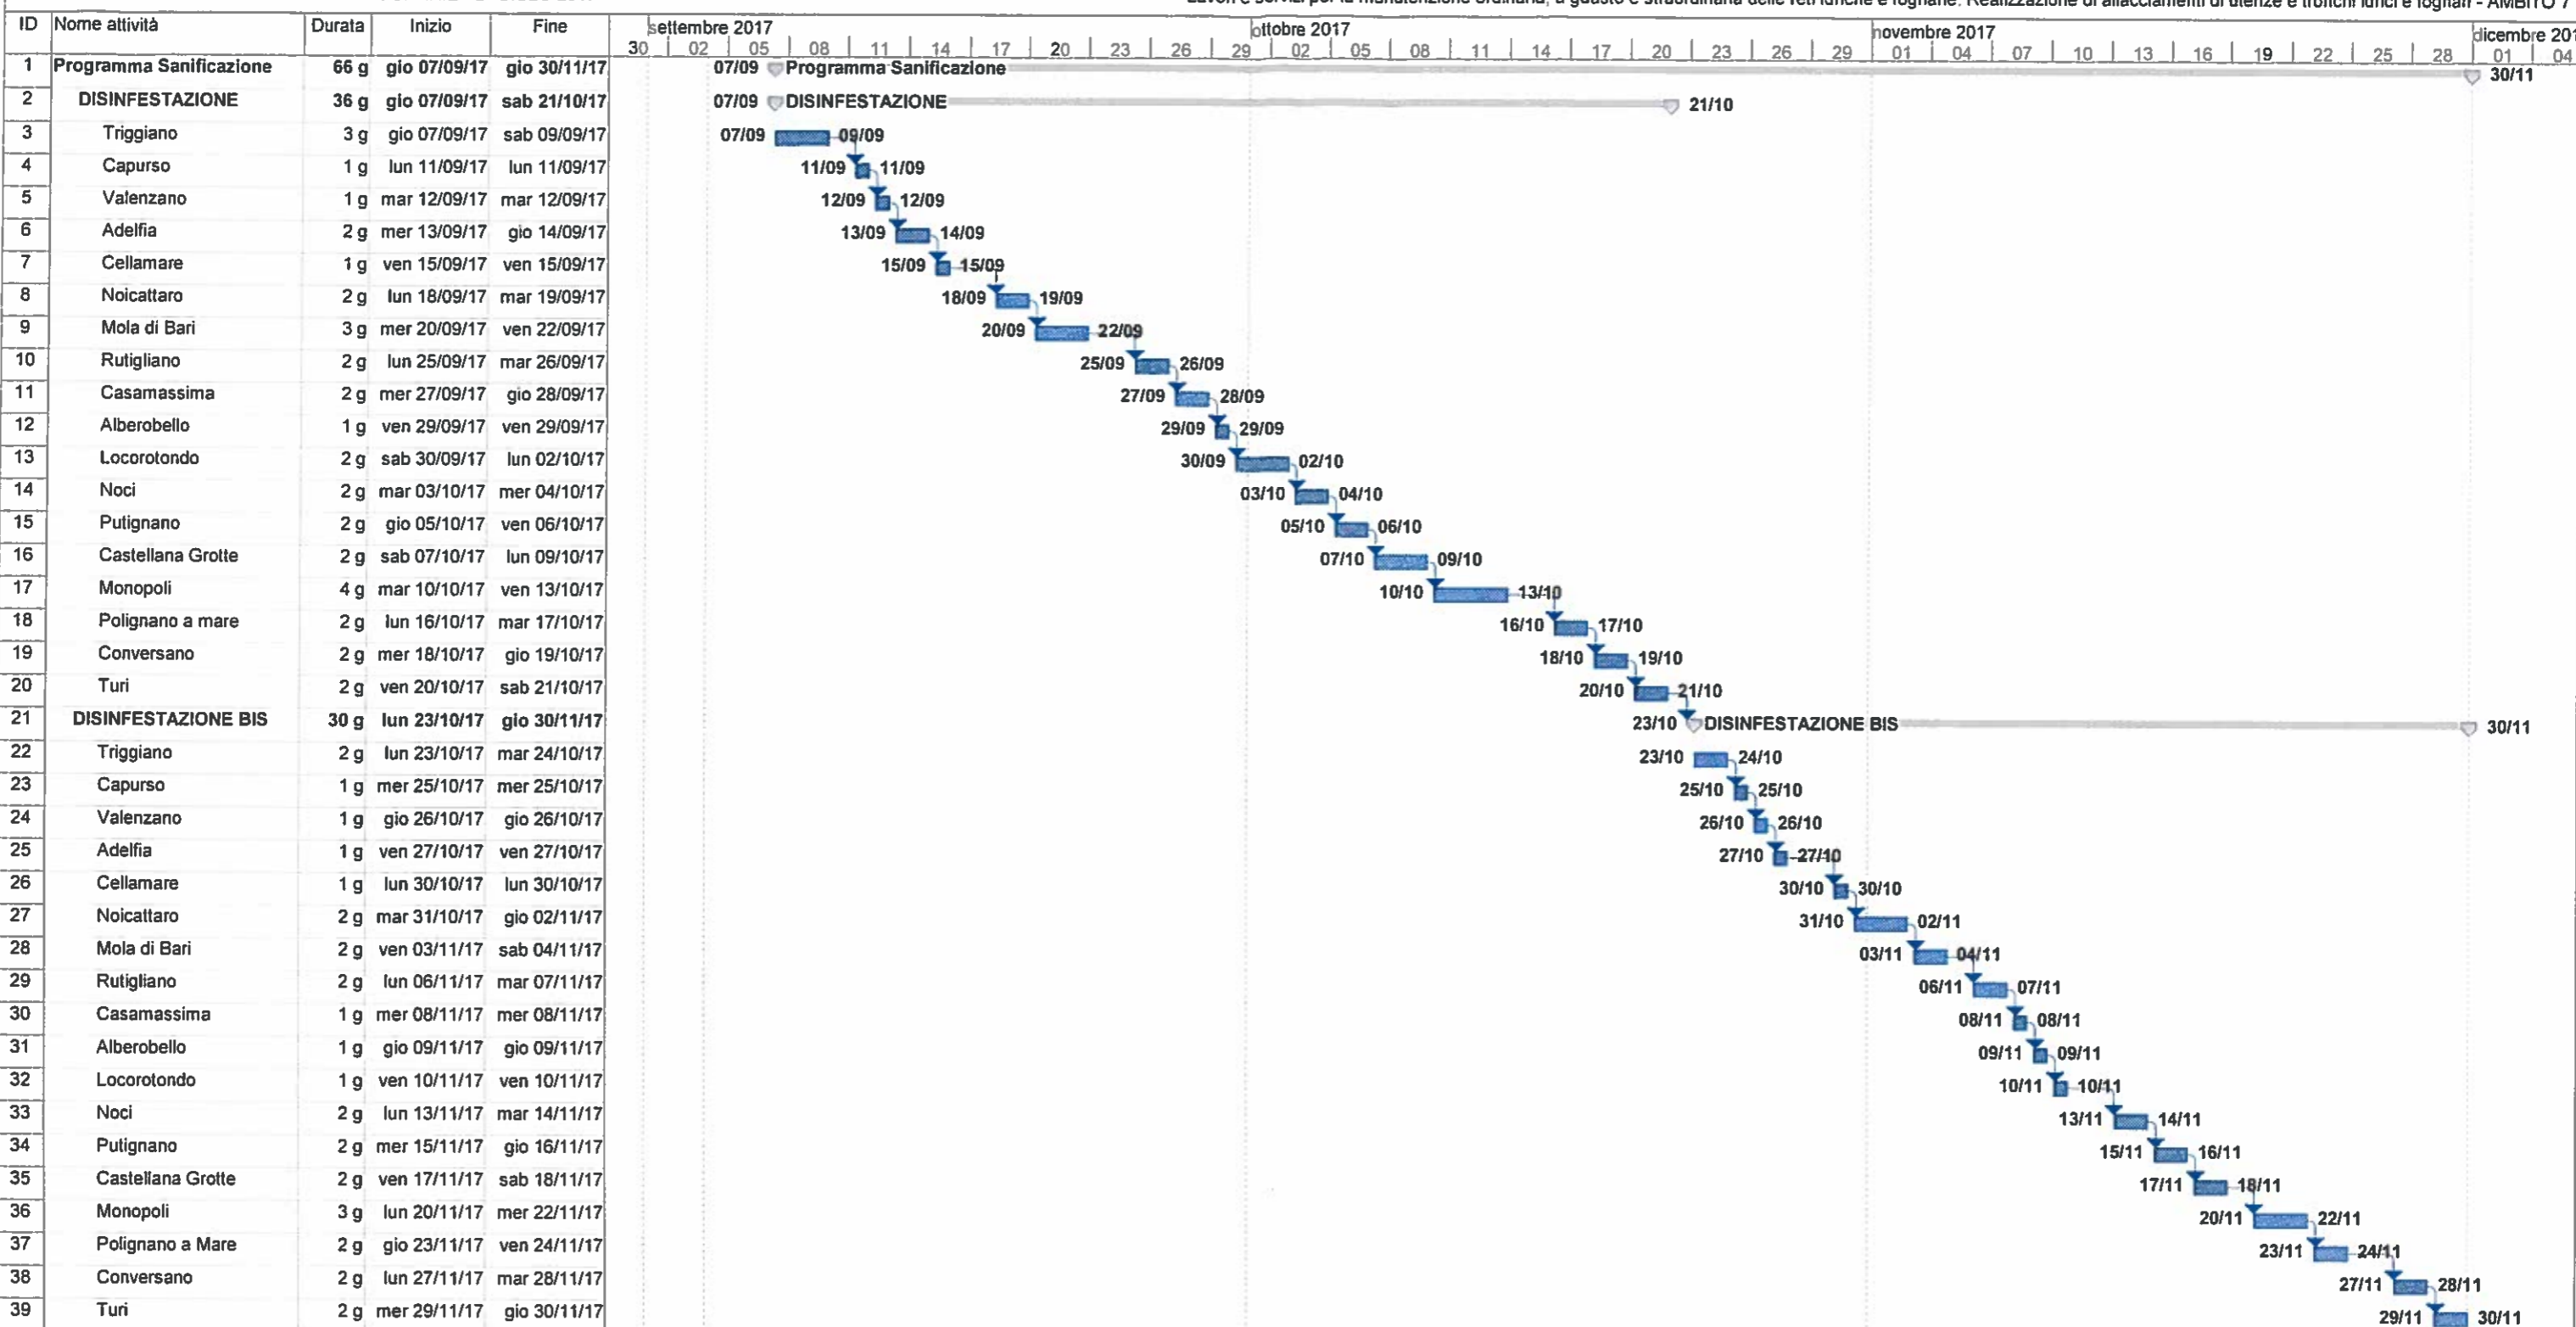 Lavori e servizi per la manutenzione ordinaria, a guasto e straordinaria delle reti idriche e fognarie. Realizzazione di allacciamenti di utenze e tronchi idrici e fognari - AMBITO 7
ID Nome attività Durata Inizio Fine settembre 2017 ottobre 2017 novembre 2017
30 02 05 08 11 14 17 20 23 26 29 02 05 08 11 14 17 20 23 26 29 01 04 07 10 13 16 19 22 25 28 01 04
1 Programma Sanificazione 66 g gio 07/09/17 gio 30/11/17 07/09 Programma Sanificazione 30/11
2 DISINFESTAZIONE 36 g gio 07/09/17 sab 21/10/17 07/09 DISINFESTAZIONE 21/10
3 Triggiano 3 g gio 07/09/17 sab 09/09/17 07/09 09/09
4 Capurso 1 g lun 11/09/17 lun 11/09/17 11/09 11/09
5 Valenzano 1 g mar 12/09/17 mar 12/09/17 12/09 12/09
6 Adelfia 2 g mer 13/09/17 gio 14/09/17 13/09 14/09
7 Cellamare 1 g ven 15/09/17 ven 15/09/17 15/09 15/09
8 Noicattaro 2 g lun 18/09/17 mar 19/09/17 18/09 19/09
9 Mola di Bari 3 g mer 20/09/17 ven 22/09/17 20/09 22/09
10 Rutigliano 2 g lun 25/09/17 mar 26/09/17 25/09 26/09
11 Casamassima 2 g mer 27/09/17 gio 28/09/17 27/09 28/09
12 Alberobello 1 g ven 29/09/17 ven 29/09/17 29/09 29/09
13 Locorotondo 2 g sab 30/09/17 lun 02/10/17 30/09 02/10
14 Noci 2 g mar 03/10/17 mer 04/10/17 03/10 04/10
15 Putignano 2 g gio 05/10/17 ven 06/10/17 05/10 06/10
16 Castellana Grotte 2 g sab 07/10/17 lun 09/10/17 07/10 09/10
17 Monopoli 4 g mar 10/10/17 ven 13/10/17 10/10 13/10
18 Polignano a mare 2 g lun 16/10/17 mar 17/10/17 16/10 17/10
19 Conversano 2 g mer 18/10/17 gio 19/10/17 18/10 19/10
20 Turi 2 g ven 20/10/17 sab 21/10/17 20/10 21/10
21 DISINFESTAZIONE BIS 30 g lun 23/10/17 gio 30/11/17 23/10 DISINFESTAZIONE BIS 30/11
22 Triggiano 2 g lun 23/10/17 mar 24/10/17 23/10 24/10
23 Capurso 1 g mer 25/10/17 mer 25/10/17 25/10 25/10
24 Valenzano 1 g gio 26/10/17 gio 26/10/17 26/10 26/10
25 Adelfia 1 g ven 27/10/17 ven 27/10/17 27/10 27/10
26 Cellamare 1 g lun 30/10/17 lun 30/10/17 30/10 30/10
27 Noicattaro 2 g mar 31/10/17 gio 02/11/17 31/10 02/11
28 Mola di Bari 2 g ven 03/11/17 sab 04/11/17 03/11 04/11
29 Rutigliano 2 g lun 06/11/17 mar 07/11/17 06/11 07/11
30 Casamassima 1 g mer 08/11/17 mer 08/11/17 08/11 08/11
31 Alberobello 1 g gio 09/11/17 gio 09/11/17 09/11 09/11
32 Locorotondo 1 g ven 10/11/17 ven 10/11/17 10/11 10/11
33 Noci 2 g lun 13/11/17 mar 14/11/17 13/11 14/11
34 Putignano 2 g mer 15/11/17 gio 16/11/17 15/11 16/11
35 Castellana Grotte 2 g ven 17/11/17 sab 18/11/17 17/11 18/11
36 Monopoli 3 g lun 20/11/17 mer 22/11/17 20/11 22/11
37 Polignano a Mare 2 g gio 23/11/17 ven 24/11/17 23/11 24/11
38 Conversano 2 g lun 27/11/17 mar 28/11/17 27/11 28/11
39 Turi 2 g mer 29/11/17 gio 30/11/17 29/11 30/11